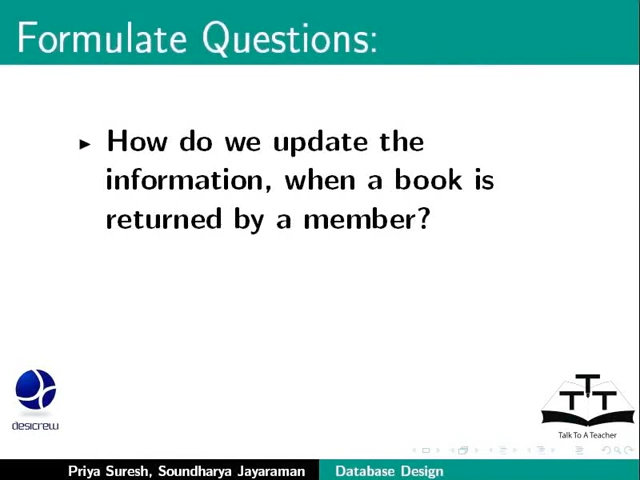 Formulate Questions:
How do we update the
information, when a book is
returned by a member?
desicrew
T T T
Talk To A Teacher
Priya Suresh, Soundharya Jayaraman
Database Design